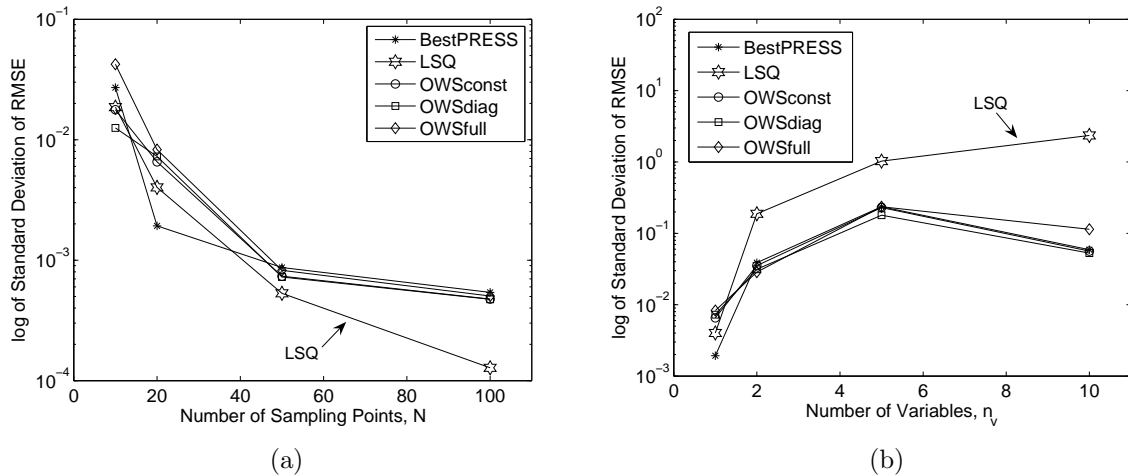 log of Standard Deviation of RMSE
10^-1
10^-2
10^-3
10^-4
0 20 40 60 80 100
Number of Sampling Points, N
BestPRESS
LSQ
OWSconst
OWSdiag
OWSfull
LSQ
(a)
log of Standard Deviation of RMSE
10^2
10^1
10^0
10^-1
10^-2
10^-3
0 2 4 6 8 10
Number of Variables, n_v
BestPRESS
LSQ
OWSconst
OWSdiag
OWSfull
LSQ
(b)